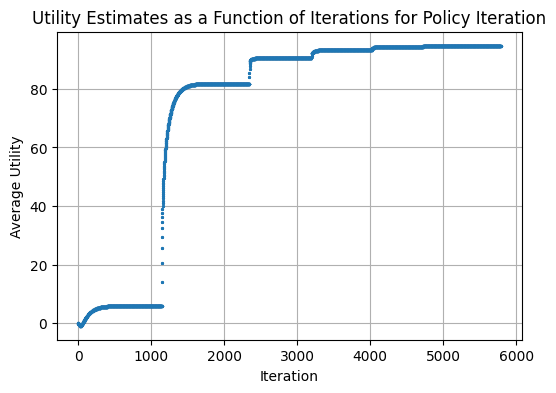 Utility Estimates as a Function of Iterations for Policy Iteration
Average Utility
80
60
40
20
0
0 1000 2000 3000 4000 5000 6000
Iteration